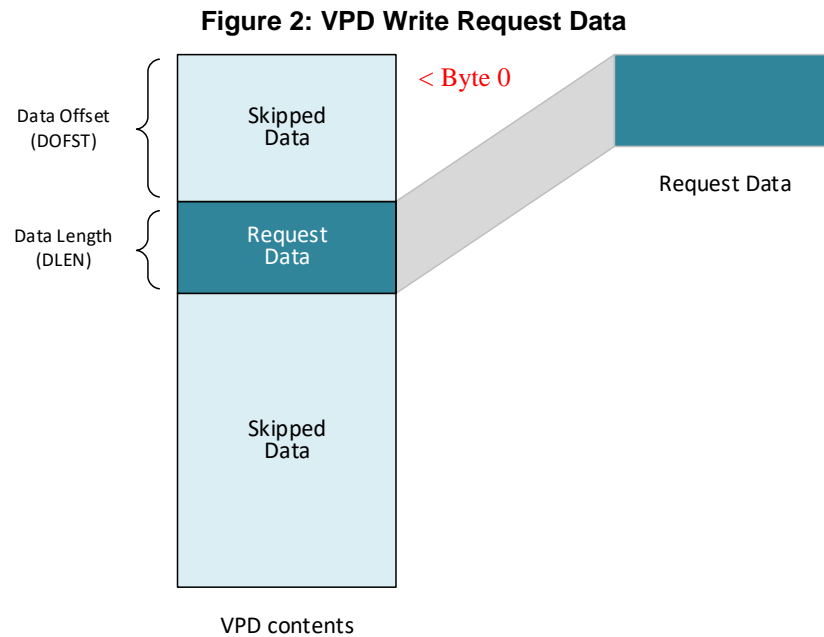 Figure 2: VPD Write Request Data
< Byte 0
Data Offset
(DOFST)
Skipped
Data
Request Data
Data Length
(DLEN)
Request
Data
Skipped
Data
VPD contents